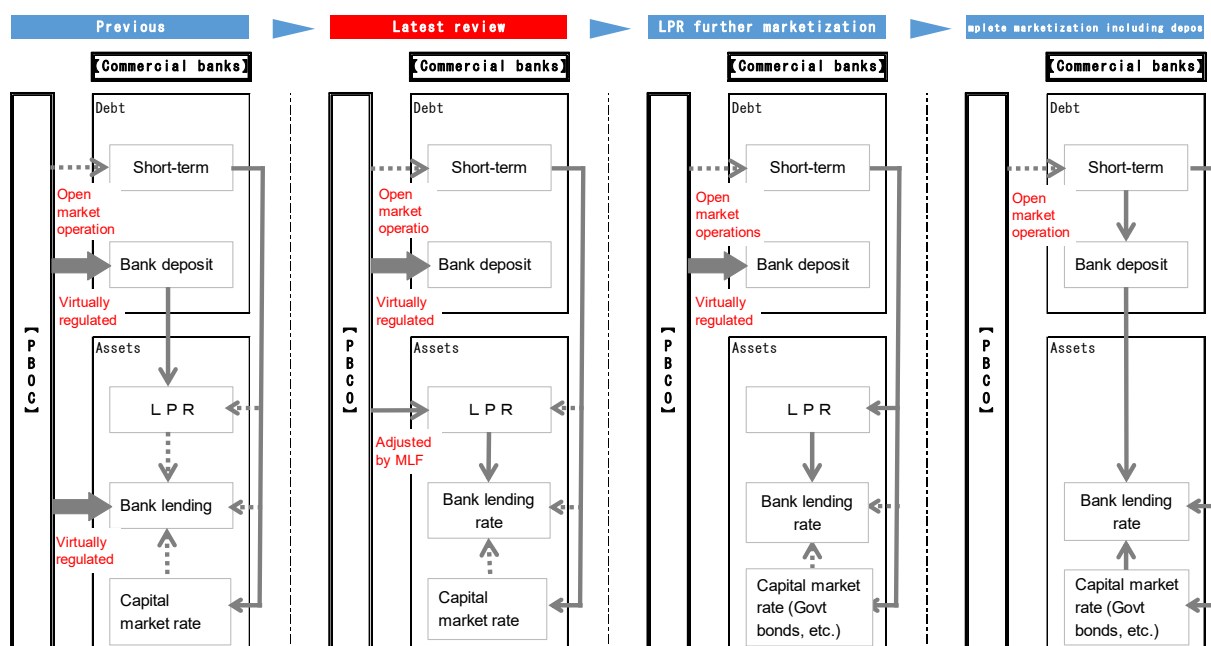 Previous
Latest review
LPR further marketization
mplete marketization including depos
【Commercial banks】
【Commercial banks】
【Commercial banks】
【Commercial banks】
【PBOC】
Debt
Short-term
Open
market
operation
Bank deposit
Virtually
regulated
Assets
LPR
Bank lending
Virtually
regulated
Capital
market rate
【PBCO】
Debt
Short-term
Open
market
operatio
Bank deposit
Virtually
regulated
Assets
LPR
Adjusted
by MLF
Bank lending
rate
Capital
market rate
【PBCO】
Debt
Short-term
Open
market
operations
Bank deposit
Virtually
regulated
Assets
LPR
Bank lending
rate
Capital market
rate (Govt
bonds, etc.)
【PBCO】
Debt
Short-term
Open
market
operation
Bank deposit
Assets
Bank lending
rate
Capital market
rate (Govt
bonds, etc.)